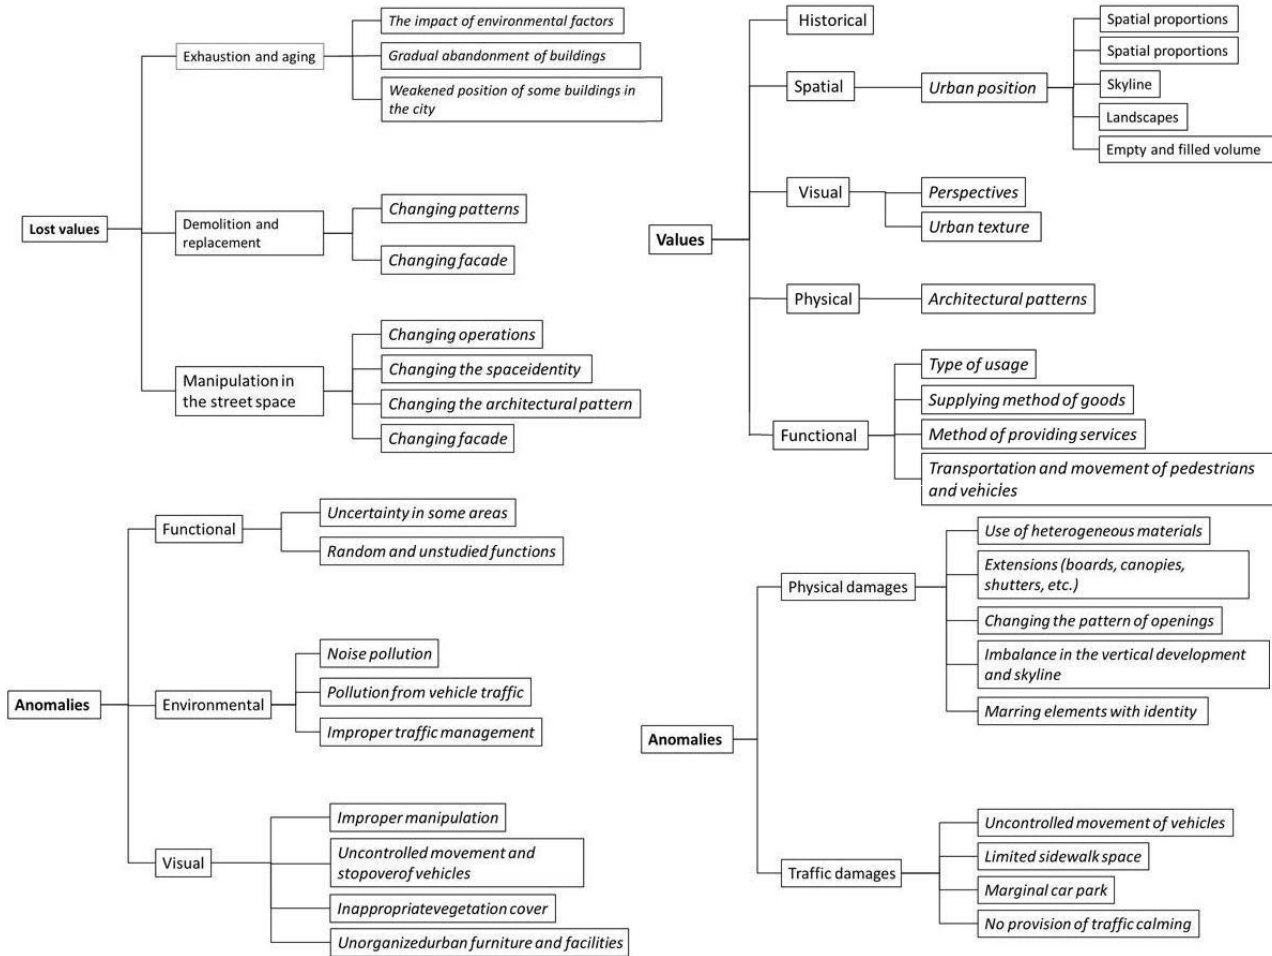 Lost values
Exhaustion and aging
The impact of environmental factors
Gradual abandonment of buildings
Weakened position of some buildings in
the city
Demolition and
replacement
Changing patterns
Changing facade
Manipulation in
the street space
Changing operations
Changing the spaceidentity
Changing the architectural pattern
Changing facade
Values
Historical
Spatial
Urban position
Spatial proportions
Spatial proportions
Skyline
Landscapes
Empty and filled volume
Visual
Perspectives
Urban texture
Physical
Architectural patterns
Functional
Type of usage
Supplying method of goods
Method of providing services
Transportation and movement of pedestrians
and vehicles
Anomalies
Functional
Uncertainty in some areas
Random and unstudied functions
Environmental
Noise pollution
Pollution from vehicle traffic
Improper traffic management
Visual
Improper manipulation
Uncontrolled movement and
stopoverof vehicles
Inappropriatevegetation cover
Unorganizedurban furniture and facilities
Anomalies
Physical damages
Use of heterogeneous materials
Extensions (boards, canopies,
shutters, etc.)
Changing the pattern of openings
Imbalance in the vertical development
and skyline
Marring elements with identity
Traffic damages
Uncontrolled movement of vehicles
Limited sidewalk space
Marginal car park
No provision of traffic calming